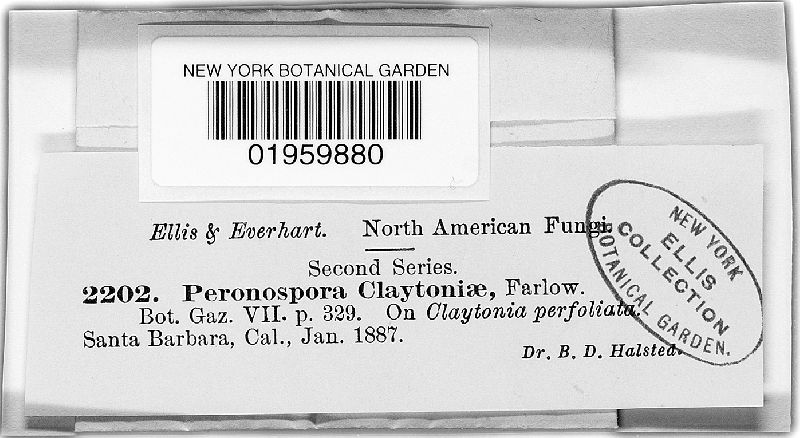 NEW YORK BOTANICAL GARDEN
01959880
Ellis & Everhart. North American Fungi.
Second Series.
2202. Peronospora Claytoniæ, Farlow.
Bot. Gaz. VII. p. 329. On Claytonia perfoliata.
Santa Barbara, Cal., Jan. 1887.
Dr. B. D. Halsted.
NEW YORK
ELLIS
COLLECTION
BOTANICAL GARDEN.